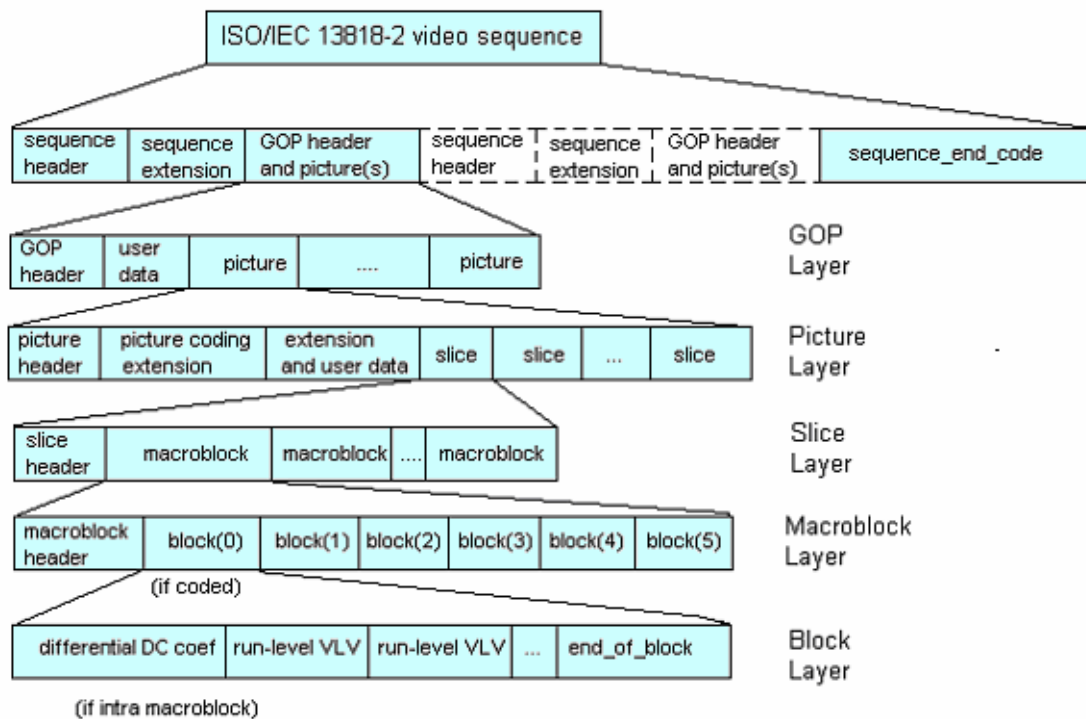 ISO/IEC 13818-2 video sequence
sequence header
sequence extension
GOP header and picture(s)
sequence header
sequence extension
GOP header and picture(s)
sequence_end_code
GOP header
user data
picture
....
picture
GOP Layer
picture header
picture coding extension
extension and user data
slice
slice
...
slice
Picture Layer
slice header
macroblock
macroblock
....
macroblock
Slice Layer
macroblock header
block(0)
block(1)
block(2)
block(3)
block(4)
block(5)
Macroblock Layer
(if coded)
differential DC coef
run-level VLV
run-level VLV
...
end_of_block
Block Layer
(if intra macroblock)